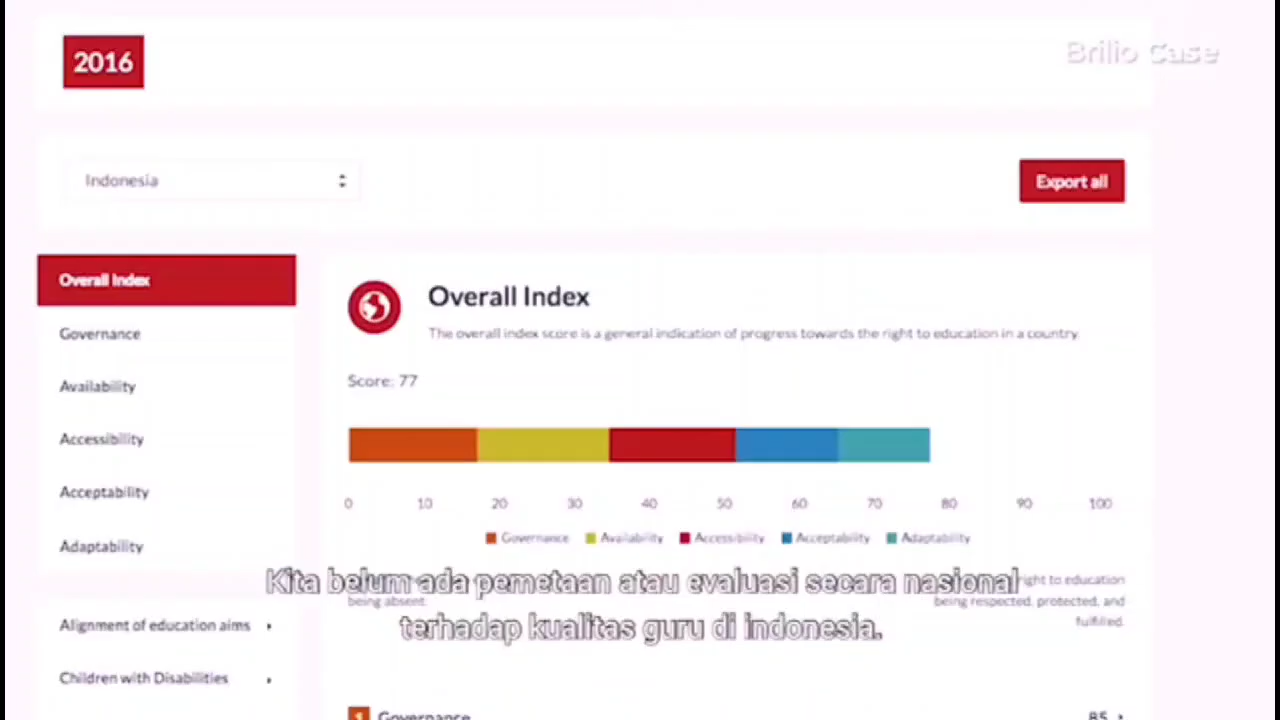 2016
Brilio Case
Indonesia
Export all
Overall Index
Governance
Availability
Accessibility
Acceptability
Adaptability
Alignment of education aims
Children with Disabilities
Overall Index
The overall index score is a general indication of progress towards the right to education in a country.
Score: 77
0 10 20 30 40 50 60 70 80 90 100
Governance Availability Accessibility Acceptability Adaptability
right to education
being absent. being respected, protected, and
fulfilled.
Kita belum ada pemetaan atau evaluasi secara nasional
terhadap kualitas guru di indonesia.
1 Governance 85